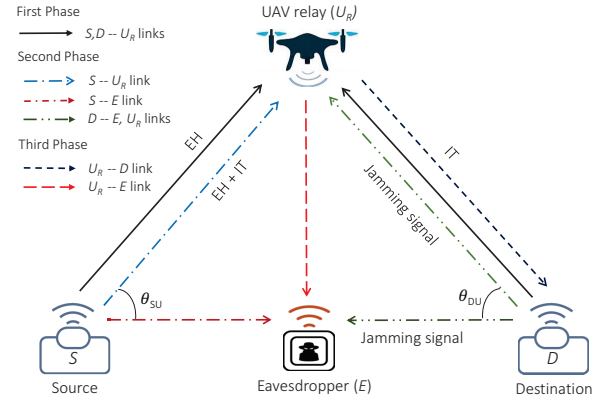 First Phase
S,D -- U_R links
Second Phase
S -- U_R link
S -- E link
D -- E, U_R links
Third Phase
U_R -- D link
U_R -- E link
UAV relay (U_R)
EH
EH + IT
IT
Jamming signal
θ_SU
θ_DU
Jamming signal
S
D
Source
Eavesdropper (E)
Destination